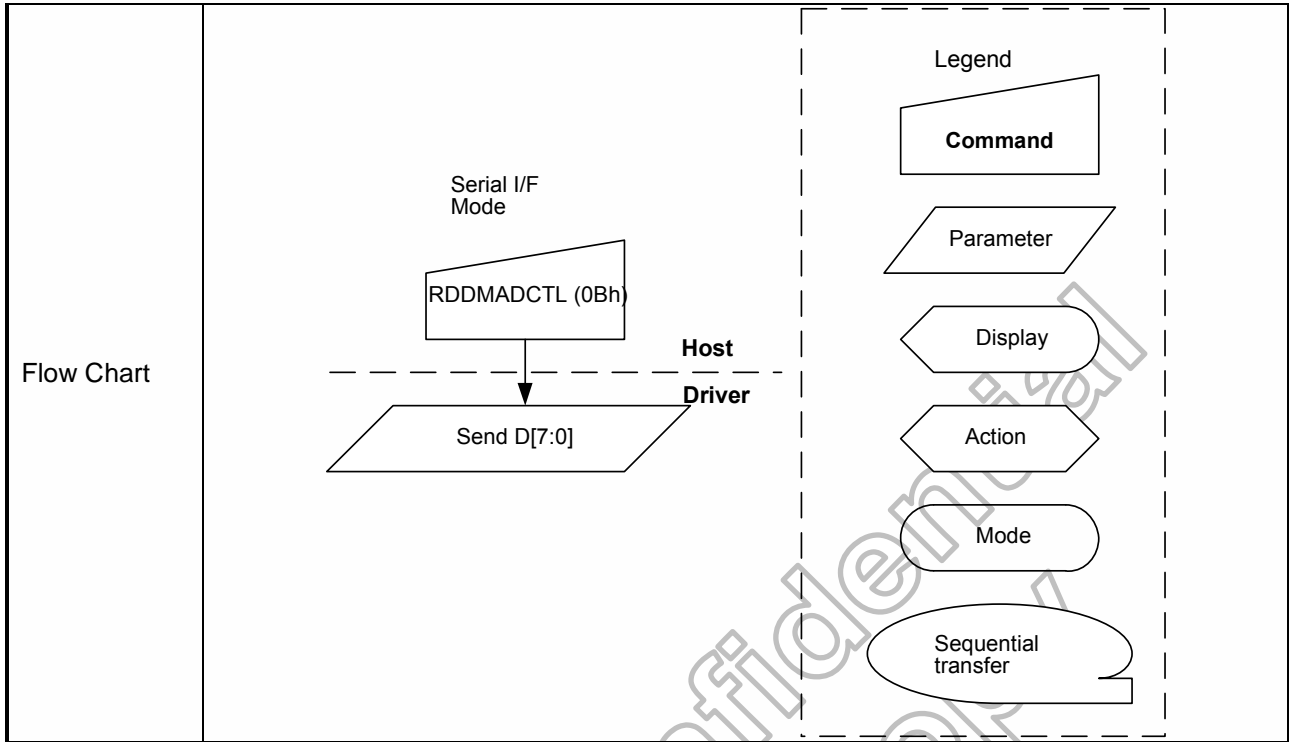 Flow Chart
Serial I/F
Mode
RDDMADCTL (0Bh)
Host
Driver
Send D[7:0]
Legend
Command
Parameter
Display
Action
Mode
Sequential
transfer